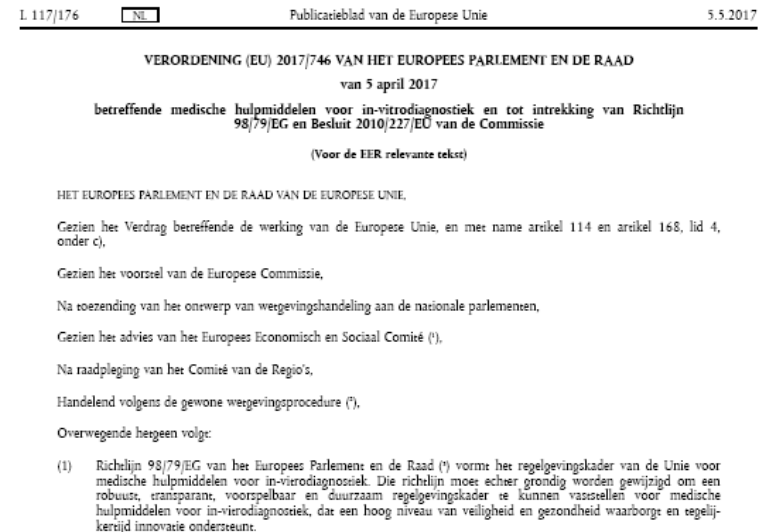 L 117/176 NL Publicatieblad van de Europese Unie 5.5.2017
VERORDENING (EU) 2017/746 VAN HET EUROPEES PARLEMENT EN DE RAAD
van 5 april 2017
betreffende medische hulpmiddelen voor in-vitrodiagnostiek en tot intrekking van Richtlijn
98/79/EG en Besluit 2010/227/EU van de Commissie
(Voor de EER relevante tekst)
HET EUROPEES PARLEMENT EN DE RAAD VAN DE EUROPESE UNIE,
Gezien het Verdrag betreffende de werking van de Europese Unie, en met name artikel 114 en artikel 168, lid 4,
onder c),
Gezien het voorstel van de Europese Commissie,
Na toezending van het ontwerp van wetgevingshandeling aan de nationale parlementen,
Gezien het advies van het Europees Economisch en Sociaal Comité (¹),
Na raadpleging van het Comité van de Regio's,
Handelend volgens de gewone wetgevingsprocedure (²),
Overwegende hetgeen volgt:
(1) Richtlijn 98/79/EG van het Europees Parlement en de Raad (³) vormt het regelgevingskader van de Unie voor
medische hulpmiddelen voor in-vitrodiagnostiek. Die richtlijn moet echter grondig worden gewijzigd om een
robuust, transparant, voorspelbaar en duurzaam regelgevingskader te kunnen vaststellen voor medische
hulpmiddelen voor in-vitrodiagnostiek, dat een hoog niveau van veiligheid en gezondheid waarborgt en tegelij-
kertijd innovatie ondersteunt.